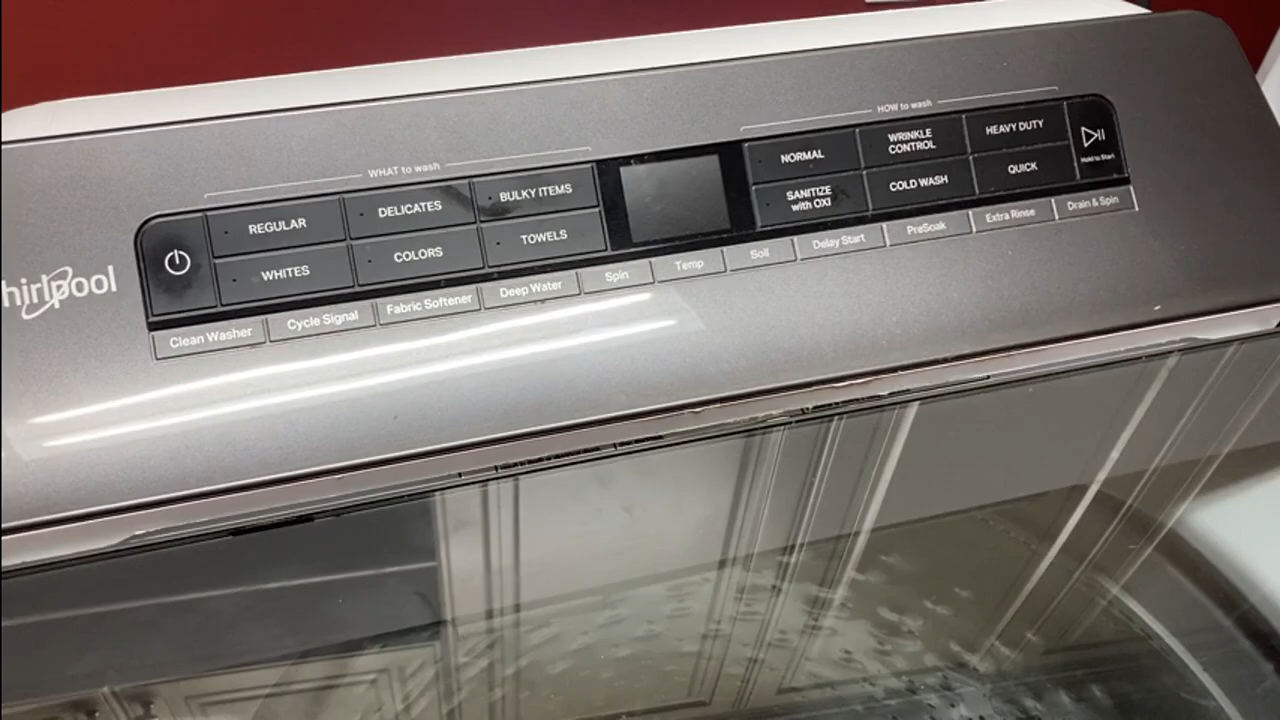 hirlpool
WHAT to wash
REGULAR
DELICATES
BULKY ITEMS
WHITES
COLORS
TOWELS
HOW to wash
NORMAL
WRINKLE
CONTROL
HEAVY DUTY
SANITIZE
with OXI
COLD WASH
QUICK
Hold to Start
Clean Washer
Cycle Signal
Fabric Softener
Deep Water
Spin
Temp
Soil
Delay Start
PreSoak
Extra Rinse
Drain & Spin